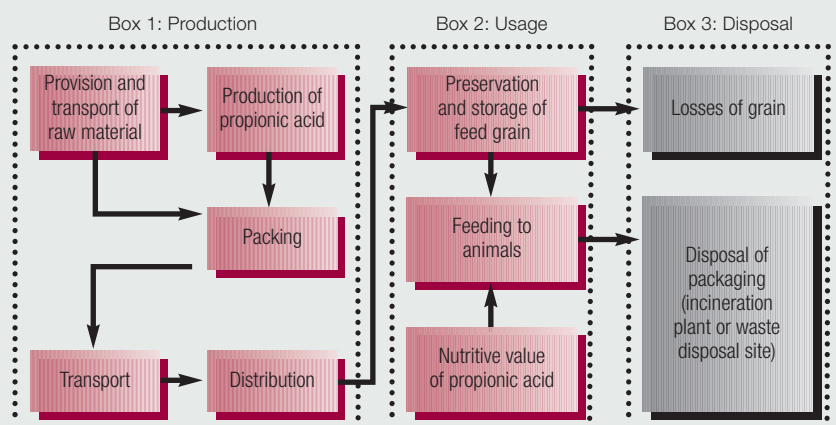 Box 1: Production
Provision and
transport of
raw material
Production of
propionic acid
Packing
Transport
Distribution
Box 2: Usage
Preservation
and storage of
feed grain
Feeding to
animals
Nutritive value
of propionic acid
Box 3: Disposal
Losses of grain
Disposal of
packaging
(incineration
plant or waste
disposal site)